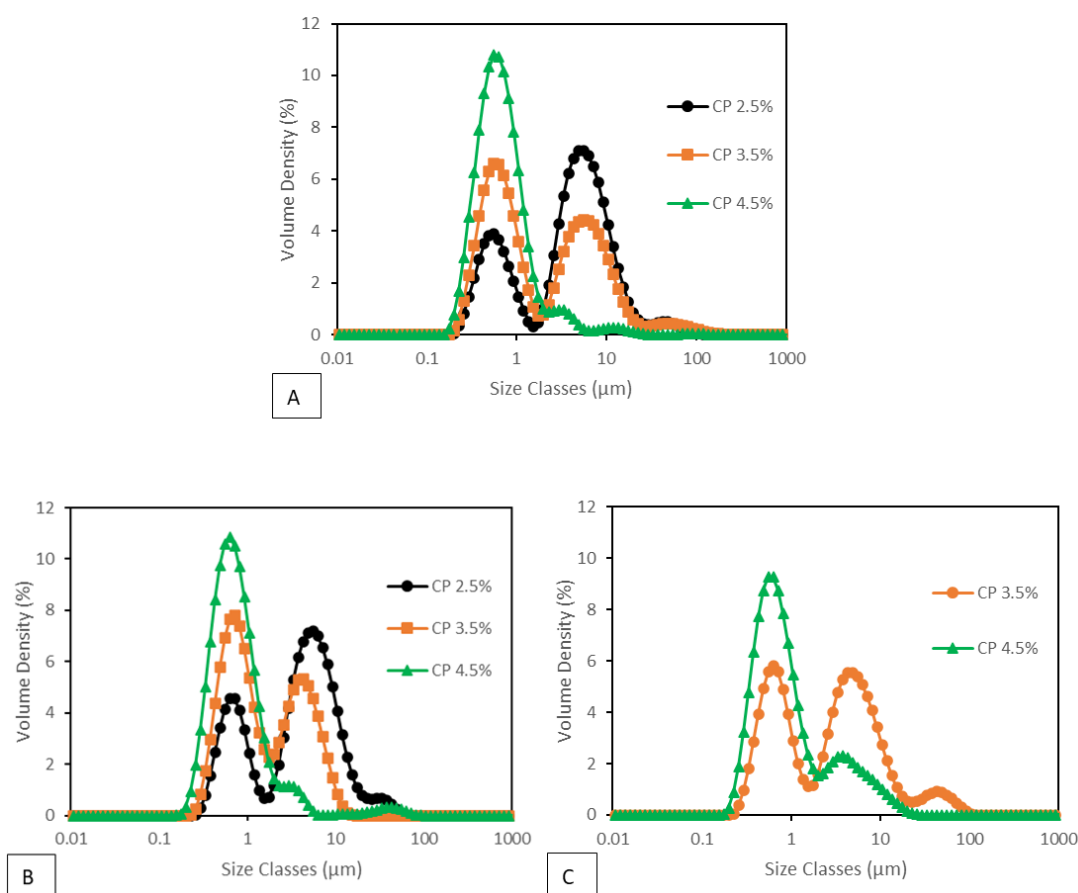 12
10
8
6
4
2
0
Volume Density (%)
CP 2.5%
CP 3.5%
CP 4.5%
0.01 0.1 1 10 100 1000
Size Classes (µm)
A
12
10
8
6
4
2
0
Volume Density (%)
CP 2.5%
CP 3.5%
CP 4.5%
0.01 0.1 1 10 100 1000
Size Classes (µm)
B
12
10
8
6
4
2
0
Volume Density (%)
CP 3.5%
CP 4.5%
0.01 0.1 1 10 100 1000
Size Classes (µm)
C